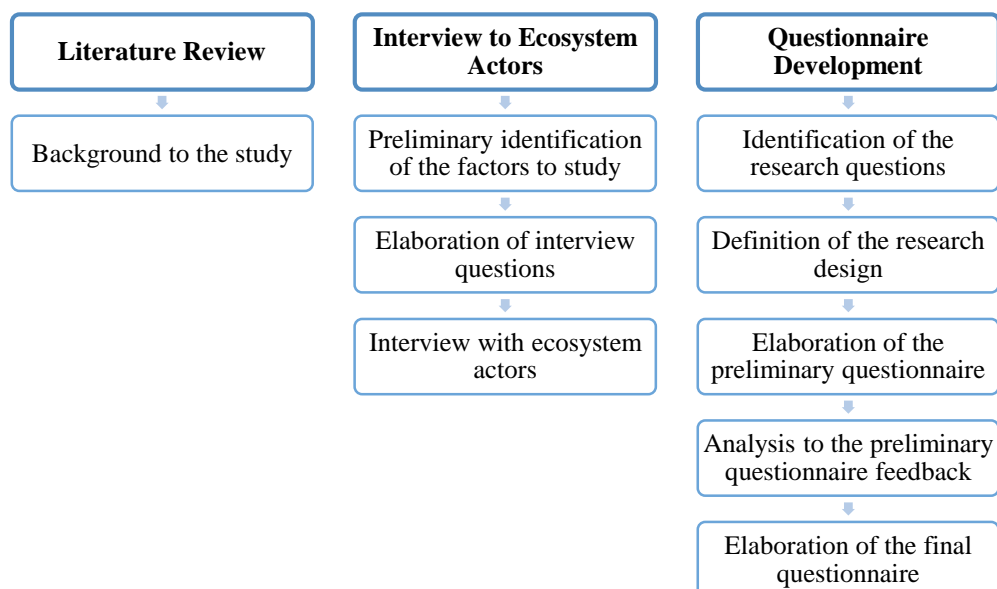 Literature Review
Background to the study
Interview to Ecosystem
Actors
Preliminary identification
of the factors to study
Elaboration of interview
questions
Interview with ecosystem
actors
Questionnaire
Development
Identification of the
research questions
Definition of the research
design
Elaboration of the
preliminary questionnaire
Analysis to the preliminary
questionnaire feedback
Elaboration of the final
questionnaire